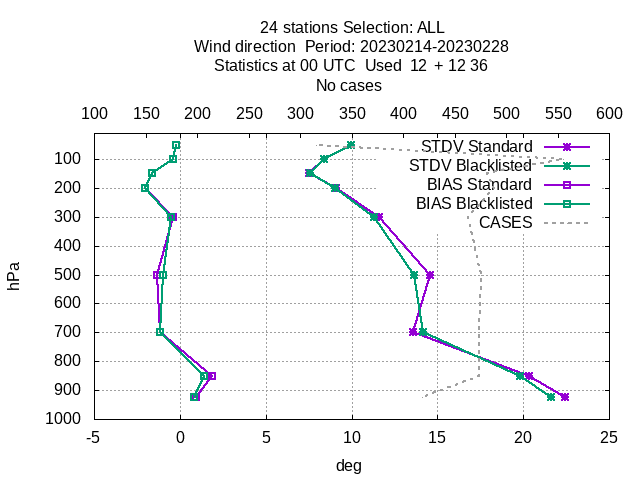 24 stations Selection: ALL
Wind direction  Period: 20230214-20230228
Statistics at 00 UTC  Used  12  + 12 36
No cases
100 150 200 250 300 350 400 450 500 550 600
STDV Standard
STDV Blacklisted
BIAS Standard
BIAS Blacklisted
CASES
100
200
300
400
500
600
700
800
900
1000
hPa
-5 0 5 10 15 20 25
deg